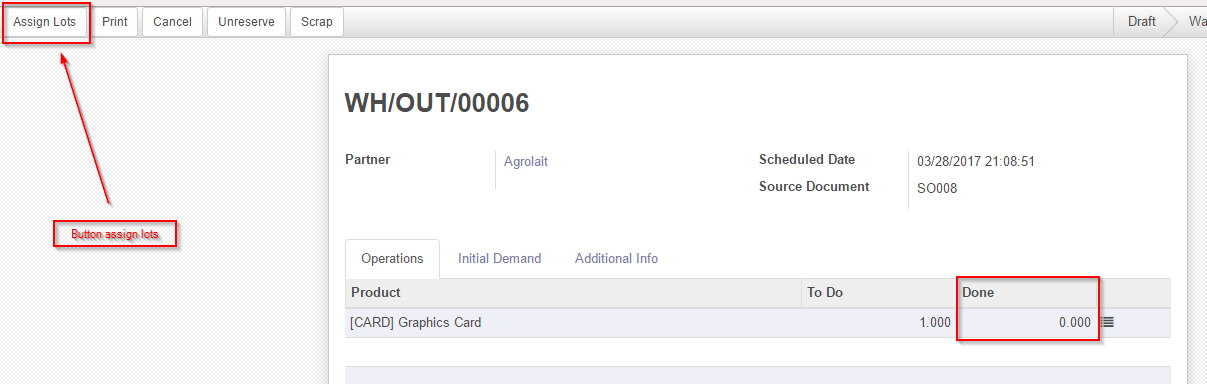 Assign Lots Print Cancel Unreserve Scrap Draft Wa
WH/OUT/00006
Partner Agrolait Scheduled Date 03/28/2017 21:08:51
Source Document SO008
Button assign lots
Operations Initial Demand Additional Info
Product To Do Done
[CARD] Graphics Card 1.000 0.000